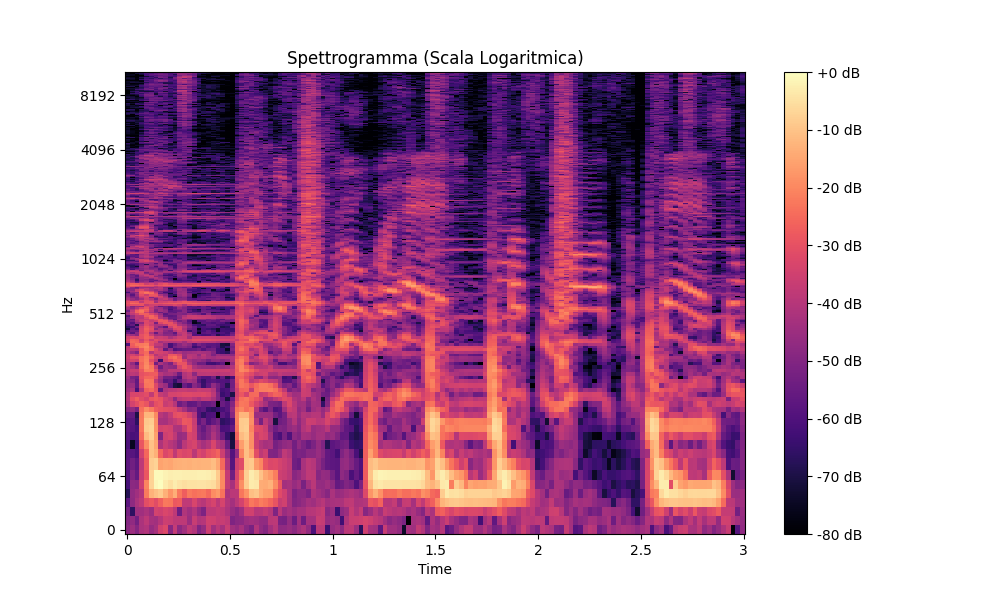 Spettrogramma (Scala Logaritmica)
8192
4096
2048
1024
512
256
128
64
0
Hz
0
0.5
1
1.5
2
2.5
3
Time
+0 dB
-10 dB
-20 dB
-30 dB
-40 dB
-50 dB
-60 dB
-70 dB
-80 dB